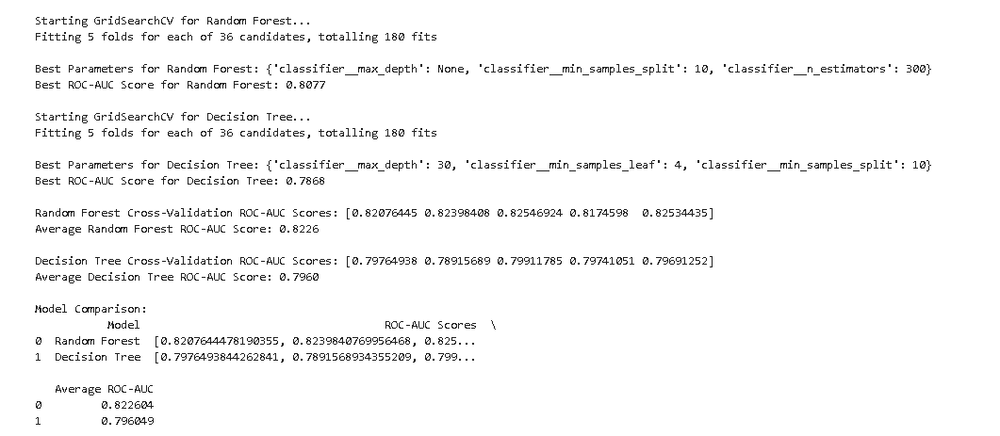 Starting GridSearchCV for Random Forest...
Fitting 5 folds for each of 36 candidates, totalling 180 fits
Best Parameters for Random Forest: {'classifier__max_depth': None, 'classifier__min_samples_split': 10, 'classifier__n_estimators': 300}
Best ROC-AUC Score for Random Forest: 0.8077
Starting GridSearchCV for Decision Tree...
Fitting 5 folds for each of 36 candidates, totalling 180 fits
Best Parameters for Decision Tree: {'classifier__max_depth': 30, 'classifier__min_samples_leaf': 4, 'classifier__min_samples_split': 10}
Best ROC-AUC Score for Decision Tree: 0.7868
Random Forest Cross-Validation ROC-AUC Scores: [0.82076445 0.82398408 0.82546924 0.8174598  0.82534435]
Average Random Forest ROC-AUC Score: 0.8226
Decision Tree Cross-Validation ROC-AUC Scores: [0.79764938 0.78915689 0.79911785 0.79741051 0.79691252]
Average Decision Tree ROC-AUC Score: 0.7960
Model Comparison:
Model ROC-AUC Scores \
0 Random Forest [0.8207644478190355, 0.8239840769956468, 0.825...
1 Decision Tree [0.7976493844262841, 0.7891568934355209, 0.799...
Average ROC-AUC
0 0.822604
1 0.796049